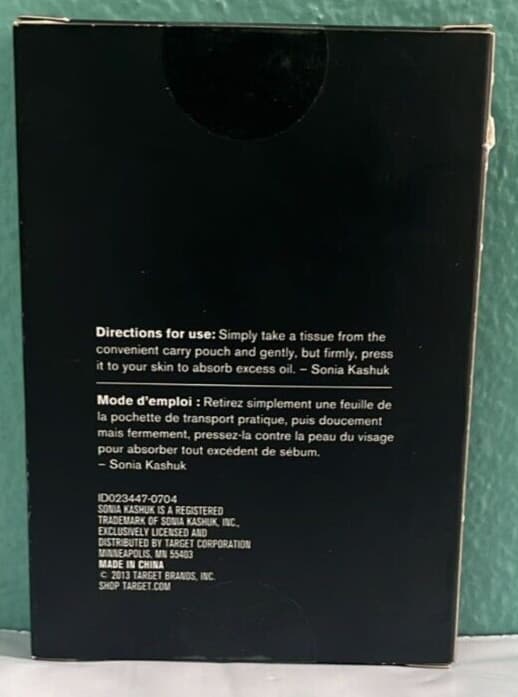 Directions for use: Simply take a tissue from the
convenient carry pouch and gently, but firmly, press
it to your skin to absorb excess oil. – Sonia Kashuk
Mode d'emploi : Retirez simplement une feuille de
la pochette de transport pratique, puis doucement
mais fermement, pressez-la contre la peau du visage
pour absorber tout excédent de sébum.
– Sonia Kashuk
ID023447-0704
SONIA KASHUK IS A REGISTERED
TRADEMARK OF SONIA KASHUK, INC.,
EXCLUSIVELY LICENSED AND
DISTRIBUTED BY TARGET CORPORATION
MINNEAPOLIS, MN 55403
MADE IN CHINA
© 2013 TARGET BRANDS, INC.
SHOP TARGET.COM